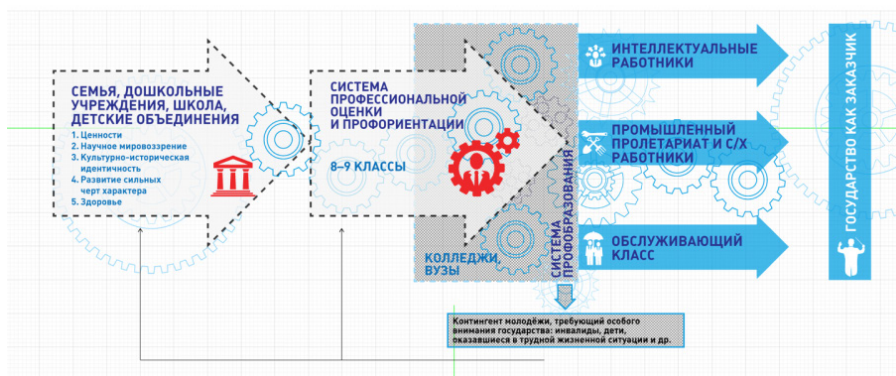 СЕМЬЯ, ДОШКОЛЬНЫЕ
УЧРЕЖДЕНИЯ, ШКОЛА,
ДЕТСКИЕ ОБЪЕДИНЕНИЯ
1. Ценности
2. Научное мировоззрение
3. Культурно-историческая
идентичность
4. Развитие сильных
черт характера
5. Здоровье
СИСТЕМА
ПРОФЕССИОНАЛЬНОЙ
ОЦЕНКИ
И ПРОФОРИЕНТАЦИИ
8–9 КЛАССЫ
КОЛЛЕДЖИ,
ВУЗЫ
СИСТЕМА
ПРОФОБРАЗОВАНИЯ
ИНТЕЛЛЕКТУАЛЬНЫЕ
РАБОТНИКИ
ПРОМЫШЛЕННЫЙ
ПРОЛЕТАРИАТ И С/Х
РАБОТНИКИ
ОБСЛУЖИВАЮЩИЙ
КЛАСС
ГОСУДАРСТВО КАК ЗАКАЗЧИК
Контингент молодёжи, требующий особого
внимания государства: инвалиды, дети,
оказавшиеся в трудной жизненной ситуации и др.